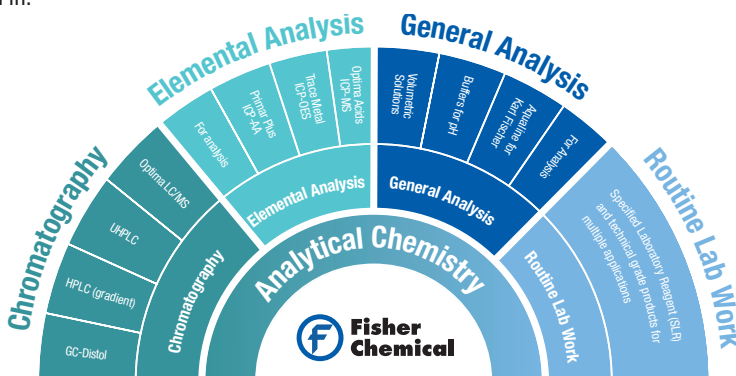 Chromatography
Elemental Analysis
General Analysis
Routine Lab Work
GC-Distol
HPLC (gradient)
UHPLC
Optima LC/MS
Chromatography
For analysis
Primar Plus
ICP-AA
Trace Metal
ICP-OES
Optima Acids
ICP-MS
Elemental Analysis
Volumetric
Solutions
Buffers for pH
Aqualine for
Karl Fischer
For Analysis
General Analysis
Specified Laboratory Reagent (SLR)
and technical grade products for
multiple applications
Routine Lab Work
Analytical Chemistry
Fisher
Chemical